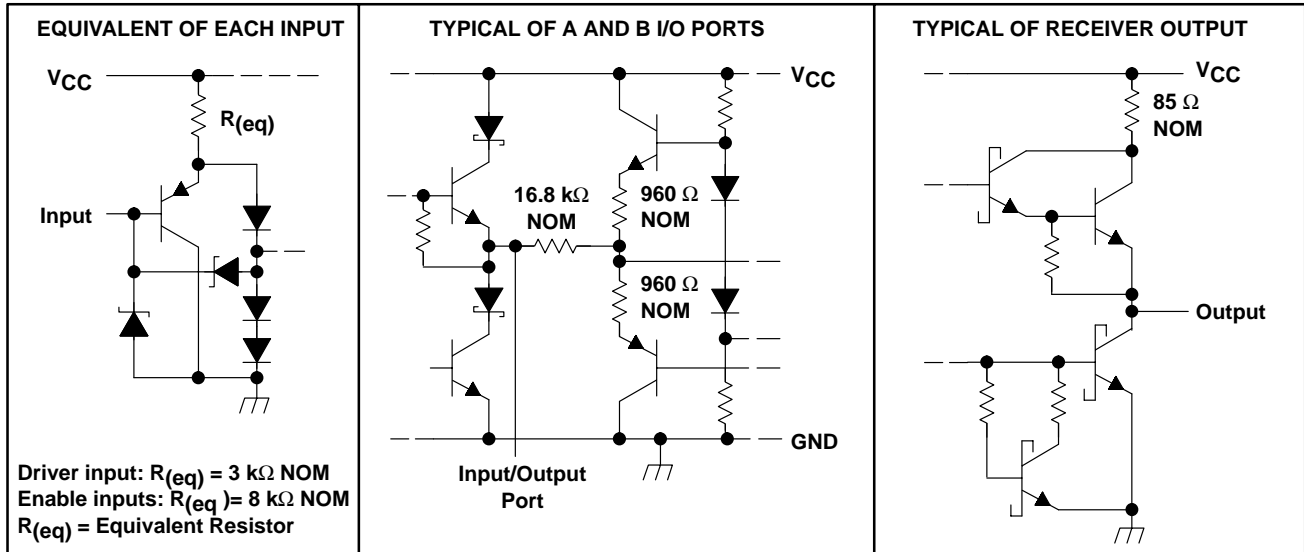 EQUIVALENT OF EACH INPUT
VCC
R(eq)
Input
Driver input: R(eq) = 3 kΩ NOM
Enable inputs: R(eq )= 8 kΩ NOM
R(eq) = Equivalent Resistor
TYPICAL OF A AND B I/O PORTS
VCC
16.8 kΩ
NOM
960 Ω
NOM
960 Ω
NOM
GND
Input/Output
Port
TYPICAL OF RECEIVER OUTPUT
VCC
85 Ω
NOM
Output